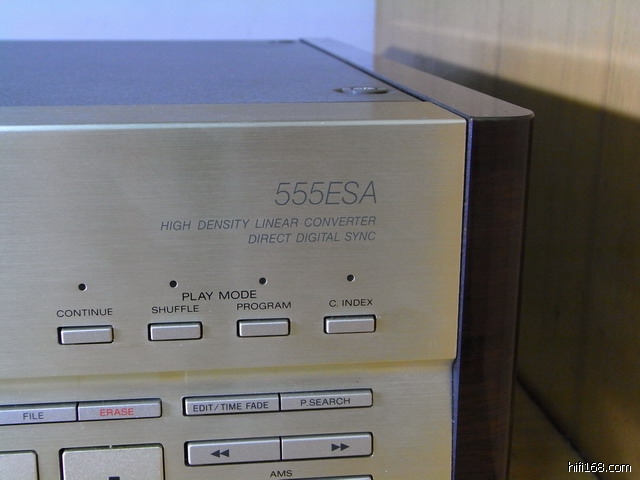 555ESA
HIGH DENSITY LINEAR CONVERTER
DIRECT DIGITAL SYNC
PLAY MODE
CONTINUE SHUFFLE PROGRAM C. INDEX
FILE ERASE EDIT/TIME FADE P.SEARCH
AMS
hifi168.com